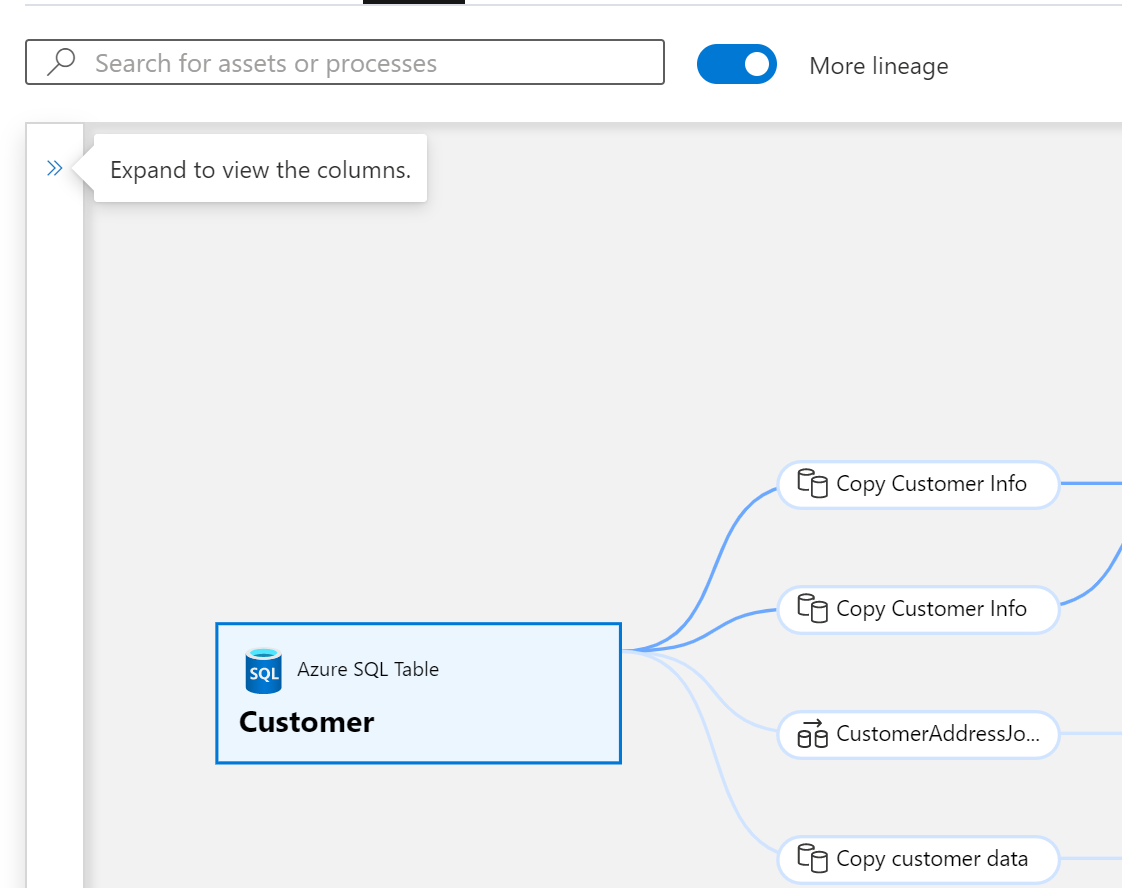 Search for assets or processes
More lineage
Expand to view the columns.
Copy Customer Info
Copy Customer Info
SQL
Azure SQL Table
Customer
CustomerAddressJo...
Copy customer data